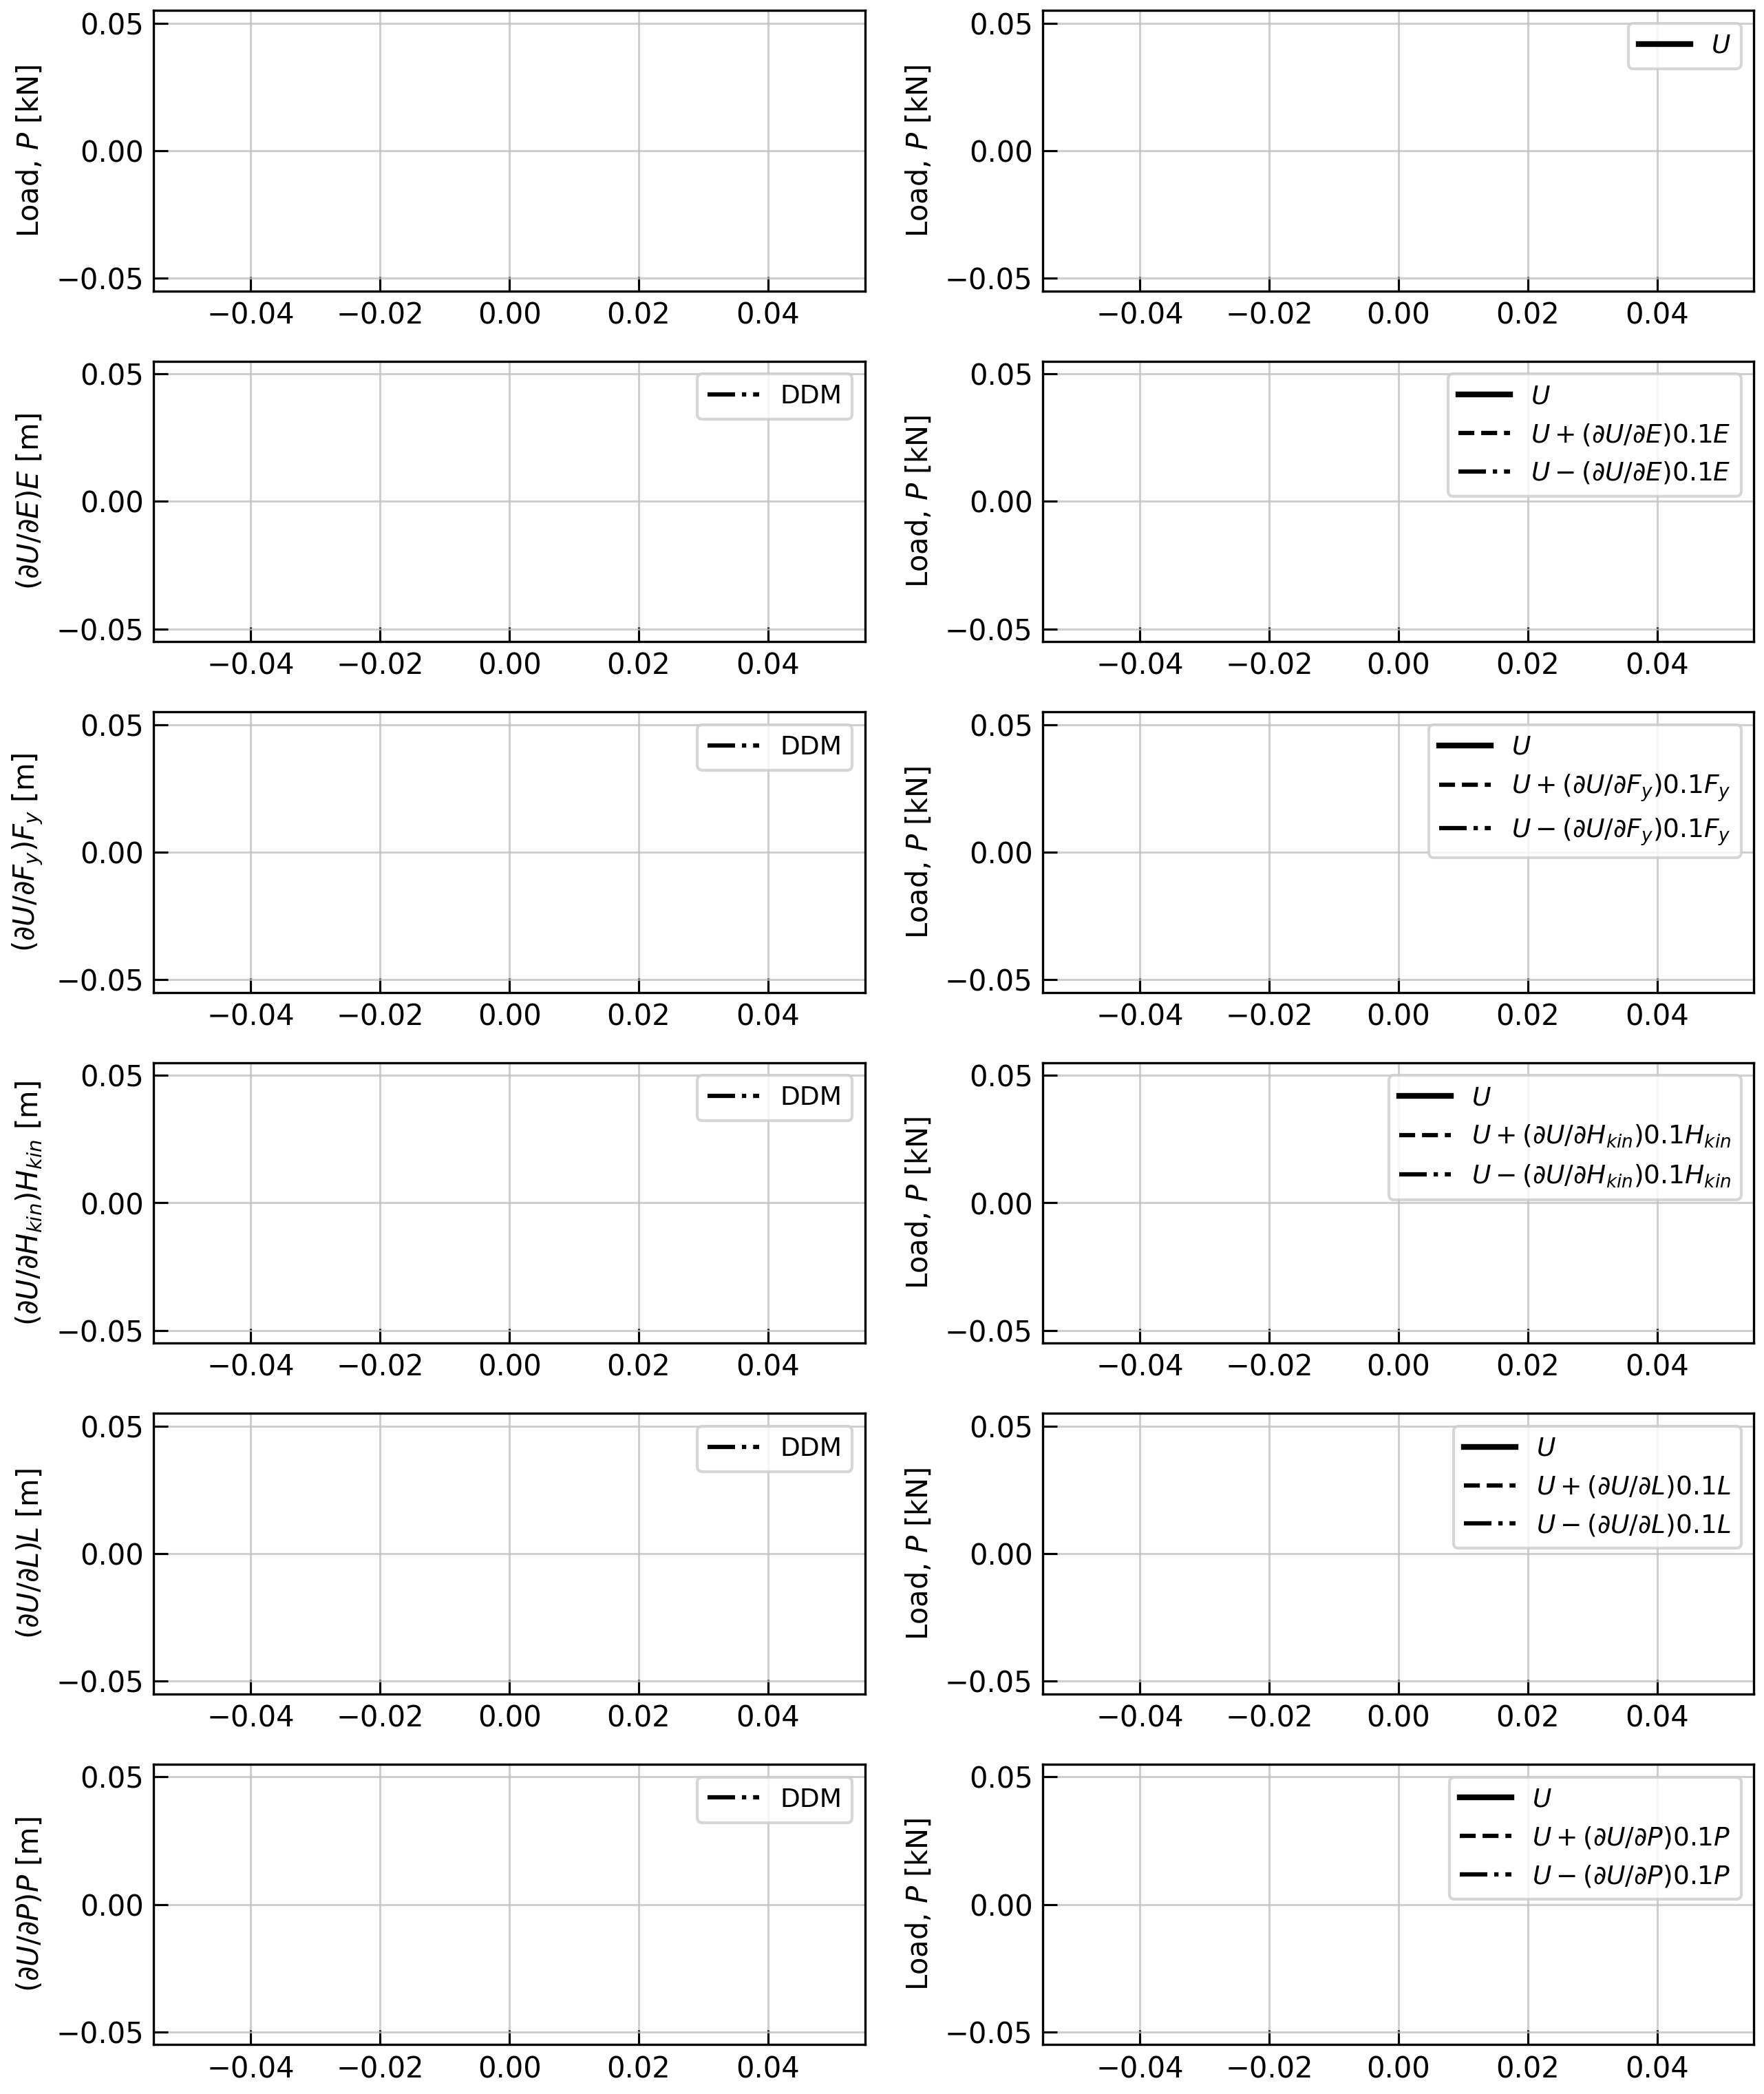 Load, P [kN]
0.05
0.00
−0.05
−0.04 −0.02 0.00 0.02 0.04
Load, P [kN]
0.05
0.00
−0.05
−0.04 −0.02 0.00 0.02 0.04
U
(∂U/∂E)E [m]
0.05
0.00
−0.05
−0.04 −0.02 0.00 0.02 0.04
DDM
Load, P [kN]
0.05
0.00
−0.05
−0.04 −0.02 0.00 0.02 0.04
U
U + (∂U/∂E)0.1E
U − (∂U/∂E)0.1E
(∂U/∂F_y)F_y [m]
0.05
0.00
−0.05
−0.04 −0.02 0.00 0.02 0.04
DDM
Load, P [kN]
0.05
0.00
−0.05
−0.04 −0.02 0.00 0.02 0.04
U
U + (∂U/∂F_y)0.1F_y
U − (∂U/∂F_y)0.1F_y
(∂U/∂H_kin)H_kin [m]
0.05
0.00
−0.05
−0.04 −0.02 0.00 0.02 0.04
DDM
Load, P [kN]
0.05
0.00
−0.05
−0.04 −0.02 0.00 0.02 0.04
U
U + (∂U/∂H_kin)0.1H_kin
U − (∂U/∂H_kin)0.1H_kin
(∂U/∂L)L [m]
0.05
0.00
−0.05
−0.04 −0.02 0.00 0.02 0.04
DDM
Load, P [kN]
0.05
0.00
−0.05
−0.04 −0.02 0.00 0.02 0.04
U
U + (∂U/∂L)0.1L
U − (∂U/∂L)0.1L
(∂U/∂P)P [m]
0.05
0.00
−0.05
−0.04 −0.02 0.00 0.02 0.04
DDM
Load, P [kN]
0.05
0.00
−0.05
−0.04 −0.02 0.00 0.02 0.04
U
U + (∂U/∂P)0.1P
U − (∂U/∂P)0.1P